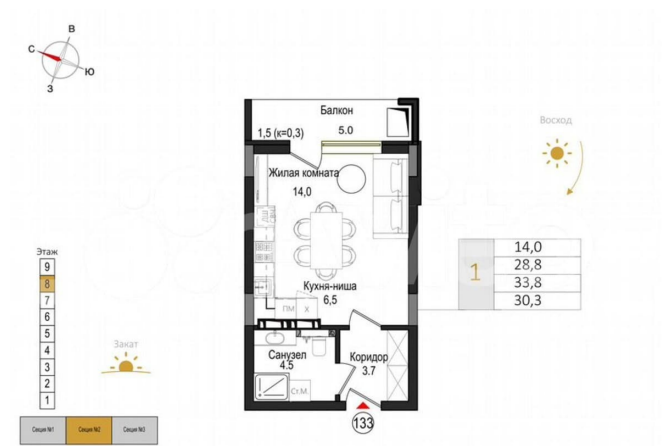 В
С
Ю
З
Балкон
1,5 (к=0,3)
5.0
Восход
Жилая комната
14,0
14,0
28,8
33,8
30,3
1
Этаж
9
8
7
6
5
4
3
2
1
Кухня-ниша
6,5
ПМ
Х
Закат
Санузел
4.5
Ст.М.
Коридор
3.7
133
Секция №1
Секция №2
Секция №3